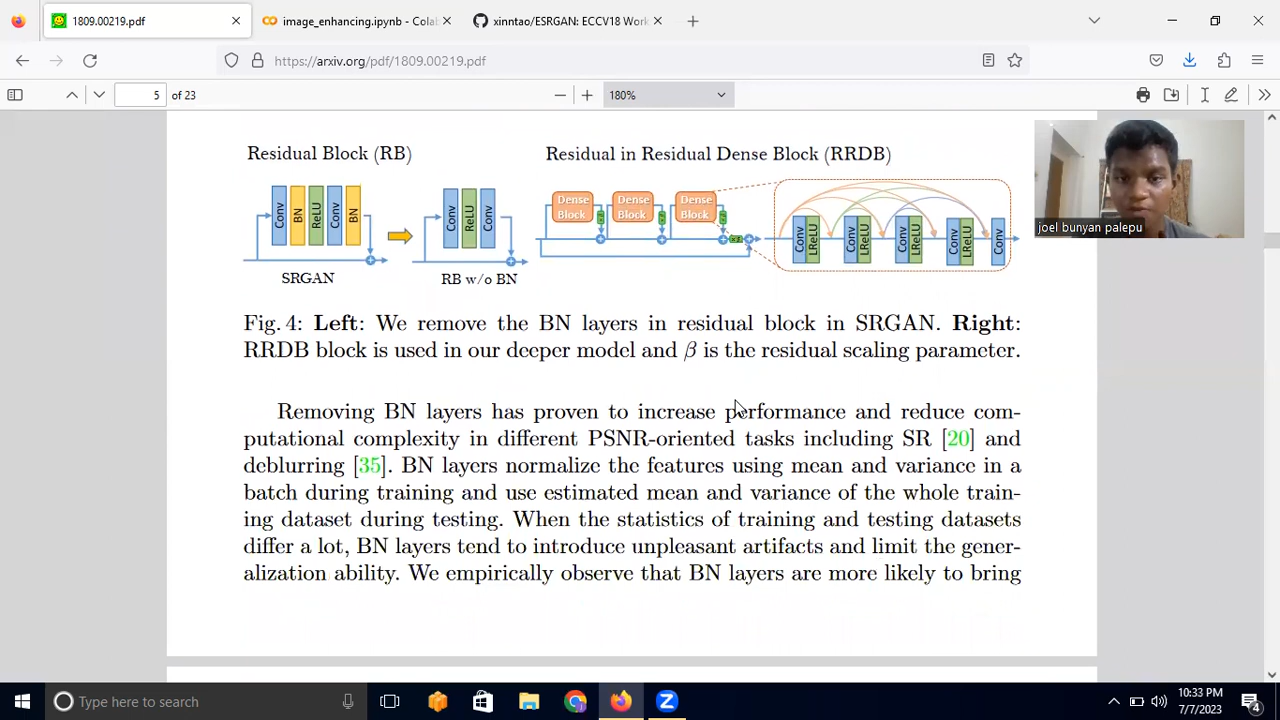 1809.00219.pdf
image_enhancing.ipynb - Colab
xinntao/ESRGAN: ECCV18 Work
https://arxiv.org/pdf/1809.00219.pdf
5 of 23
180%
Residual Block (RB)
Residual in Residual Dense Block (RRDB)
Conv
BN
ReLU
Conv
BN
SRGAN
Conv
ReLU
Conv
RB w/o BN
Dense Block
Dense Block
Dense Block
Conv
LReLU
Conv
LReLU
Conv
LReLU
Conv
LReLU
Conv
joel bunyan palepu
Fig. 4: Left: We remove the BN layers in residual block in SRGAN. Right:
RRDB block is used in our deeper model and β is the residual scaling parameter.
Removing BN layers has proven to increase performance and reduce com-
putational complexity in different PSNR-oriented tasks including SR [20] and
deblurring [35]. BN layers normalize the features using mean and variance in a
batch during training and use estimated mean and variance of the whole train-
ing dataset during testing. When the statistics of training and testing datasets
differ a lot, BN layers tend to introduce unpleasant artifacts and limit the gener-
alization ability. We empirically observe that BN layers are more likely to bring
Type here to search
10:33 PM
7/7/2023
4